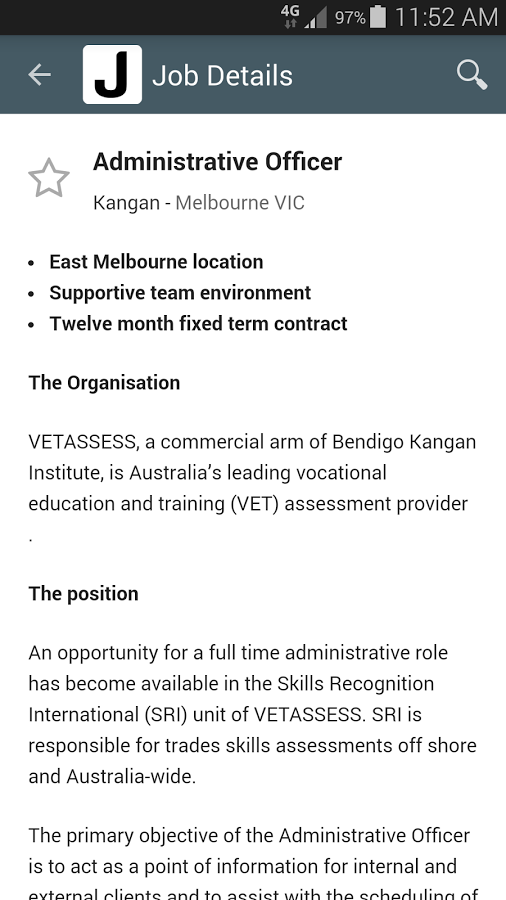 4G 97% 11:52 AM
J Job Details
Administrative Officer
Kangan - Melbourne VIC
• East Melbourne location
• Supportive team environment
• Twelve month fixed term contract
The Organisation
VETASSESS, a commercial arm of Bendigo Kangan
Institute, is Australia’s leading vocational
education and training (VET) assessment provider
.
The position
An opportunity for a full time administrative role
has become available in the Skills Recognition
International (SRI) unit of VETASSESS. SRI is
responsible for trades skills assessments off shore
and Australia-wide.
The primary objective of the Administrative Officer
is to act as a point of information for internal and
external clients and to assist with the scheduling of